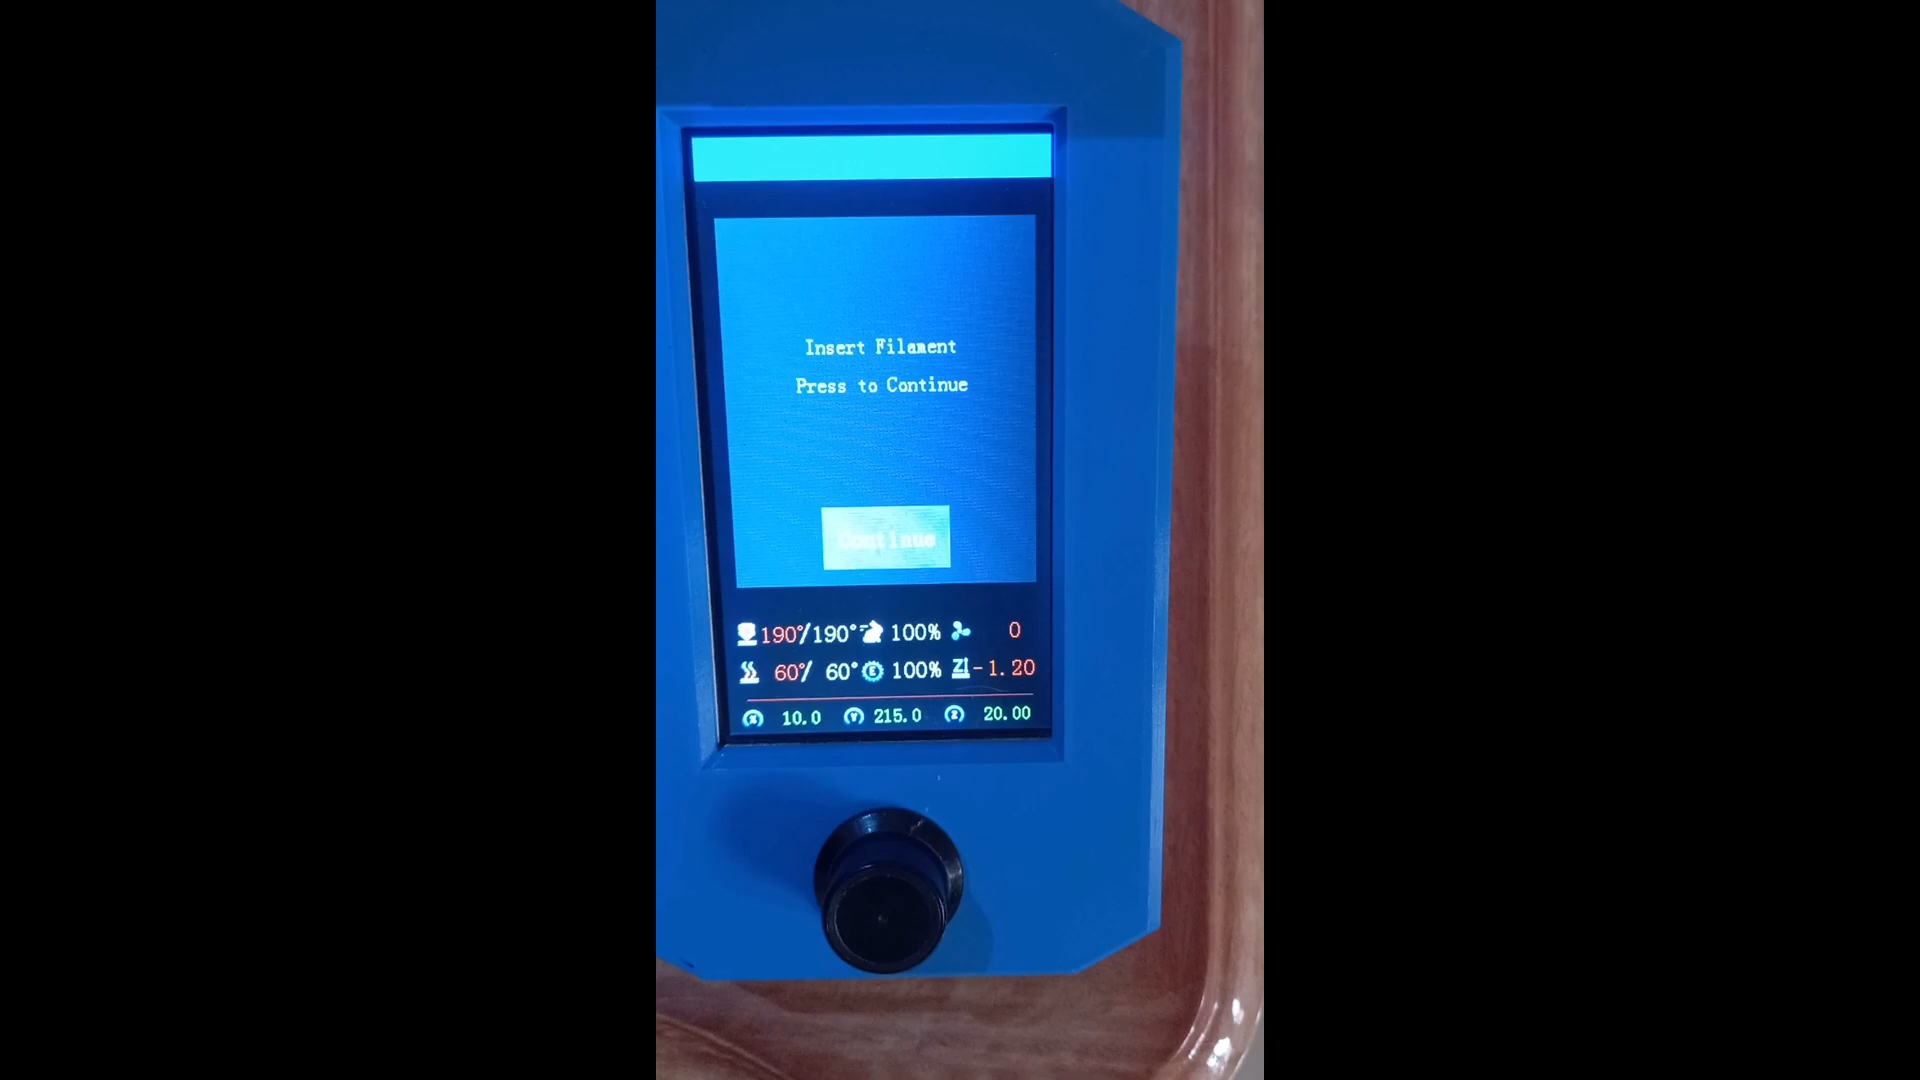 Insert Filament
Press to Continue
Continue
190°/190° 100% 0
60°/ 60° E 100% Z -1.20
X 10.0 Y 215.0 Z 20.00